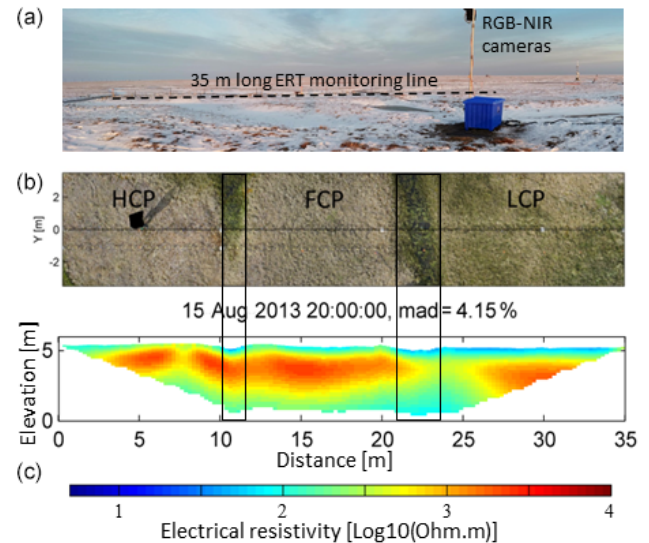 (a)
RGB-NIR
cameras
35 m long ERT monitoring line
(b)
2
0
-2
Y [m]
HCP FCP LCP
15 Aug 2013 20:00:00, mad= 4.15 %
5
0
Elevation [m]
0 5 10 15 20 25 30 35
Distance [m]
(c)
1 2 3 4
Electrical resistivity [Log10(Ohm.m)]